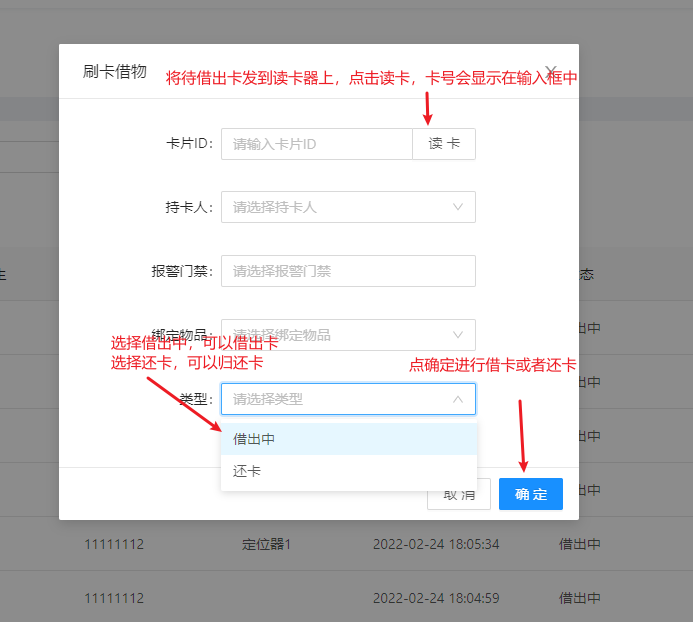 刷卡借物
将待借出卡发到读卡器上，点击读卡，卡号会显示在输入框中
卡片ID： 请输入卡片ID 读 卡
持卡人： 请选择持卡人
报警门禁： 请选择报警门禁
绑定物品： 请选择绑定物品
选择借出中，可以借出卡
选择还卡，可以归还卡
点确定进行借卡或者还卡
类型： 请选择类型
借出中
还卡
取 消 确 定
态
出中
出中
出中
出中
11111112 定位器1 2022-02-24 18:05:34 借出中
11111112 2022-02-24 18:04:59 借出中